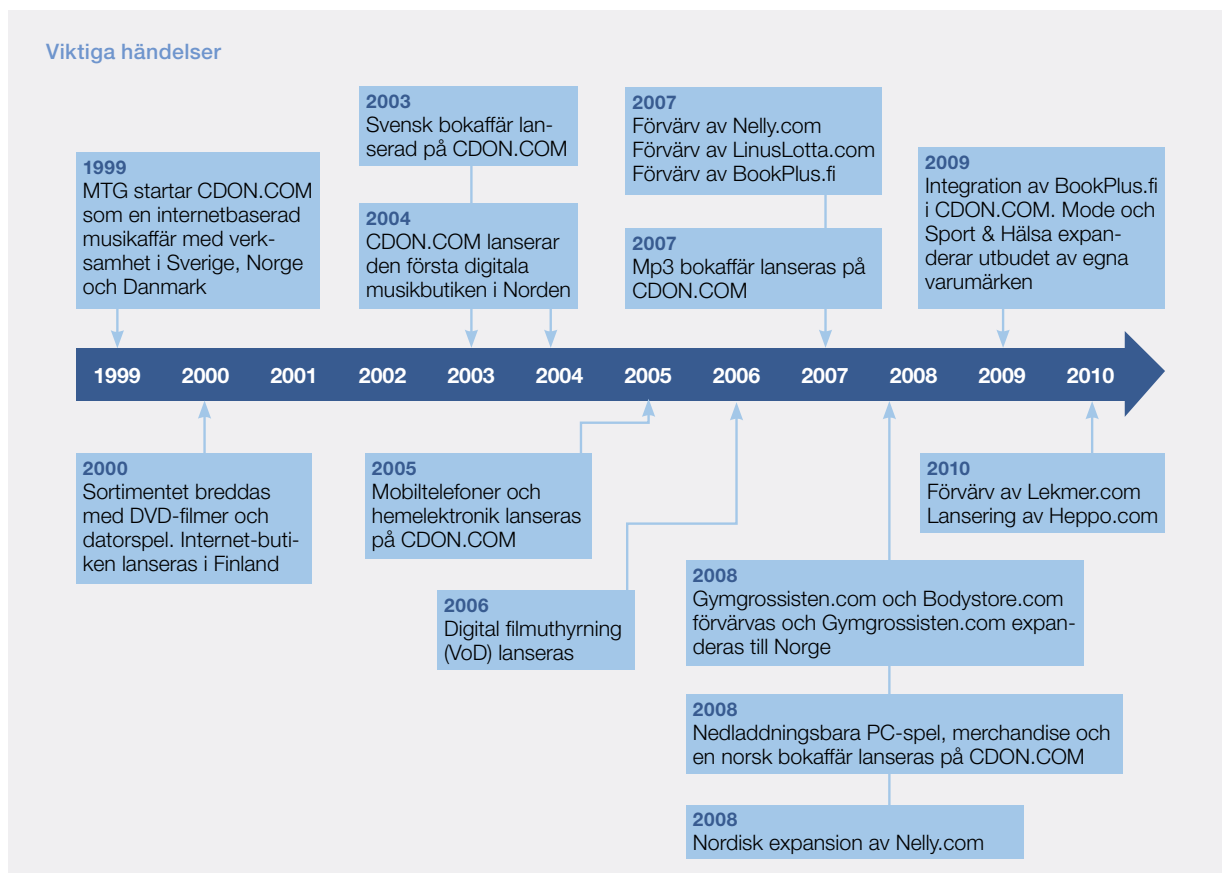 Viktiga händelser
1999
MTG startar CDON.COM
som en internetbaserad
musikaffär med verk-
samhet i Sverige, Norge
och Danmark
2003
Svensk bokaffär lan-
serad på CDON.COM
2004
CDON.COM lanserar
den första digitala
musikbutiken i Norden
2007
Förvärv av Nelly.com
Förvärv av LinusLotta.com
Förvärv av BookPlus.fi
2007
Mp3 bokaffär lanseras på
CDON.COM
2009
Integration av BookPlus.fi
i CDON.COM. Mode och
Sport & Hälsa expan-
derar utbudet av egna
varumärken
1999 2000 2001 2002 2003 2004 2005 2006 2007 2008 2009 2010
2000
Sortimentet breddas
med DVD-filmer och
datorspel. Internet-buti-
ken lanseras i Finland
2005
Mobiltelefoner och
hemelektronik lanseras
på CDON.COM
2006
Digital filmuthyrning
(VoD) lanseras
2010
Förvärv av Lekmer.com
Lansering av Heppo.com
2008
Gymgrossisten.com och Bodystore.com
förvärvas och Gymgrossisten.com expan-
deras till Norge
2008
Nedladdningsbara PC-spel, merchandise och
en norsk bokaffär lanseras på CDON.COM
2008
Nordisk expansion av Nelly.com